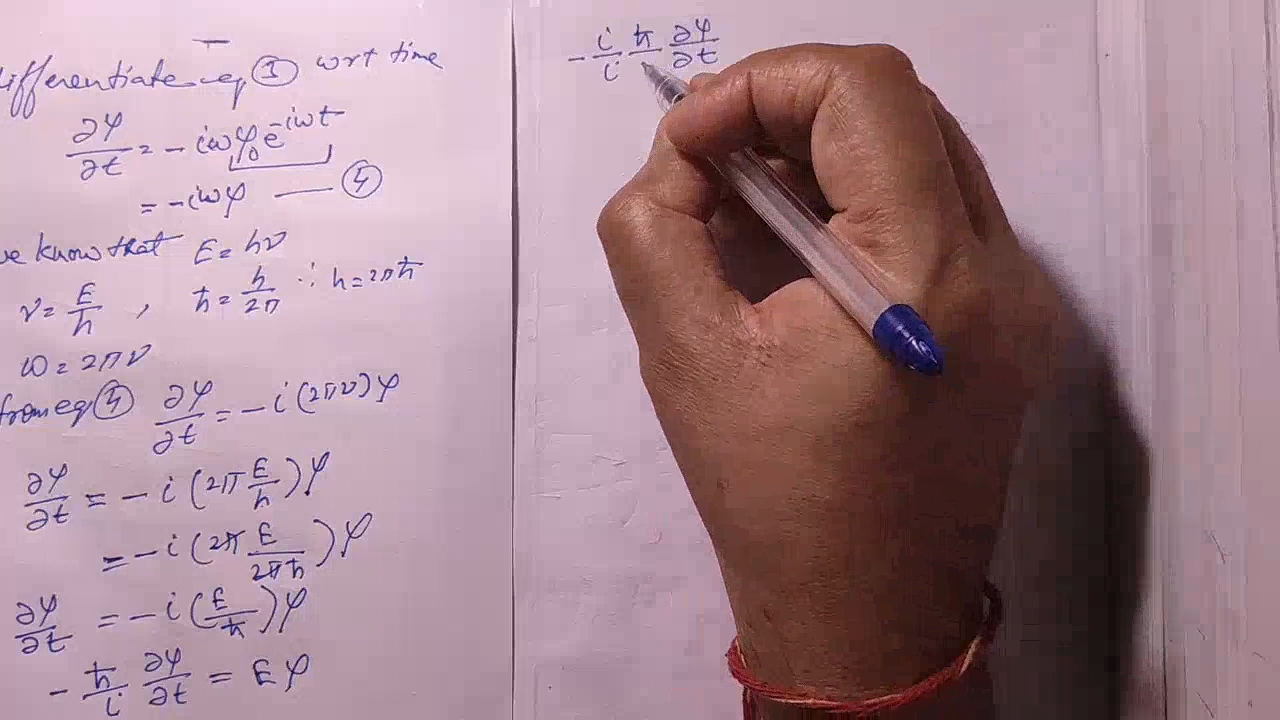 differentiate eq ① wrt time
∂ψ/∂t = - iωψ₀e^-iωt
= -iωψ —— ④
we know that E = hν
ν = E/h , ħ = h/2π ∴ h = 2πħ
ω = 2πν
from eq ④ ∂ψ/∂t = - i (2πν) ψ
∂ψ/∂t = - i (2π E/h) ψ
= - i (2π E/2πħ) ψ
∂ψ/∂t = - i (E/ħ) ψ
- ħ/i ∂ψ/∂t = E ψ
- i/i ħ/i ∂ψ/∂t